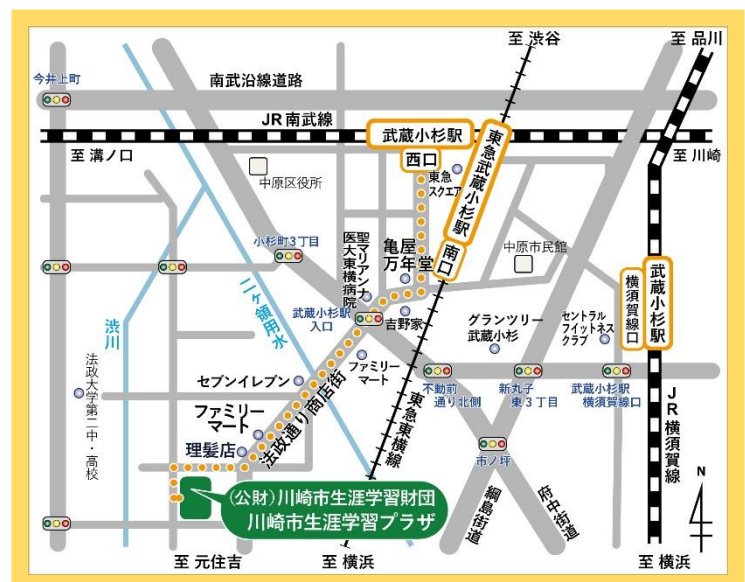 至 渋谷
至 品川
今井上町
南武沿線道路
JR南武線
武蔵小杉駅
西口
東急武蔵小杉駅
南口
至 溝ノ口
至 川崎
中原区役所
東急
スクエア
小杉町3丁目
聖マリアンナ
医大東横病院
亀屋
万年堂
中原市民館
二ヶ領用水
渋川
武蔵小杉駅
入口
吉野家
グランツリー
武蔵小杉
セントラル
フィットネス
クラブ
横須賀線口
武蔵小杉駅
ファミリー
マート
セブンイレブン
法政通り商店街
不動前
通り北側
新丸子
東3丁目
武蔵小杉駅
横須賀線口
法政大学第二中・高校
ファミリー
マート
理髪店
東急東横線
市ノ坪
JR横須賀線
N
(公財)川崎市生涯学習財団
川崎市生涯学習プラザ
綱島街道
府中街道
至 元住吉
至 横浜
至 横浜